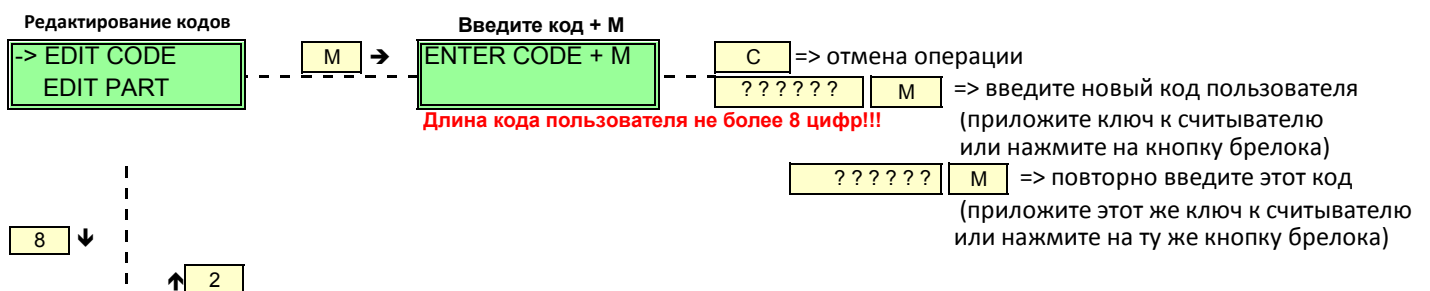 Редактирование кодов
Введите код + M
-> EDIT CODE
EDIT PART
M ➔
ENTER CODE + M
C => отмена операции
? ? ? ? ? ? M => введите новый код пользователя
Длина кода пользователя не более 8 цифр!!!
(приложите ключ к считывателю
или нажмите на кнопку брелока)
? ? ? ? ? ? M => повторно введите этот код
(приложите этот же ключ к считывателю
или нажмите на ту же кнопку брелока)
8 🡻
🡹 2